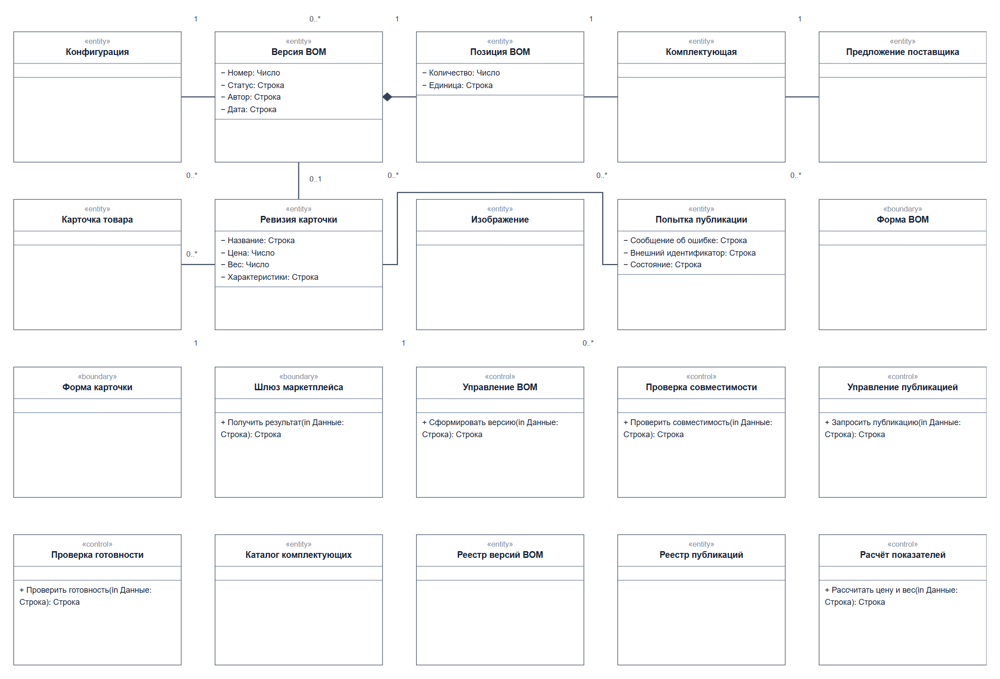 1
0..*
1
1
1
«entity»
Конфигурация
«entity»
Версия BOM
− Номер: Число
− Статус: Строка
− Автор: Строка
− Дата: Строка
«entity»
Позиция BOM
− Количество: Число
− Единица: Строка
«entity»
Комплектующая
«entity»
Предложение поставщика
0..*
0..1
0..*
0..*
0..*
«entity»
Карточка товара
0..*
«entity»
Ревизия карточки
− Название: Строка
− Цена: Число
− Вес: Число
− Характеристики: Строка
«entity»
Изображение
«entity»
Попытка публикации
− Сообщение об ошибке: Строка
− Внешний идентификатор: Строка
− Состояние: Строка
«boundary»
Форма BOM
1
1
0..*
«boundary»
Форма карточки
«boundary»
Шлюз маркетплейса
+ Получить результат(in Данные:
Строка): Строка
«control»
Управление BOM
+ Сформировать версию(in Данные:
Строка): Строка
«control»
Проверка совместимости
+ Проверить совместимость(in Данные:
Строка): Строка
«control»
Управление публикацией
+ Запросить публикацию(in Данные:
Строка): Строка
«control»
Проверка готовности
+ Проверить готовность(in Данные:
Строка): Строка
«entity»
Каталог комплектующих
«entity»
Реестр версий BOM
«entity»
Реестр публикаций
«control»
Расчёт показателей
+ Рассчитать цену и вес(in Данные:
Строка): Строка